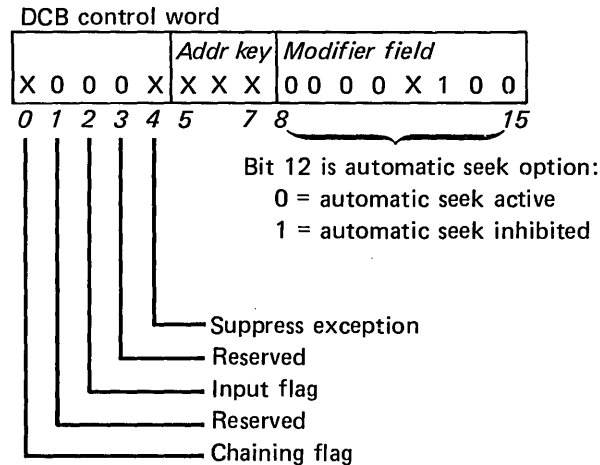 DCB control word
Addr key Modifier field
X 0 0 0 X X X X 0 0 0 0 X 1 0 0
0 1 2 3 4 5 7 8 15
Bit 12 is automatic seek option:
0 = automatic seek active
1 = automatic seek inhibited
Suppress exception
Reserved
Input flag
Reserved
Chaining flag